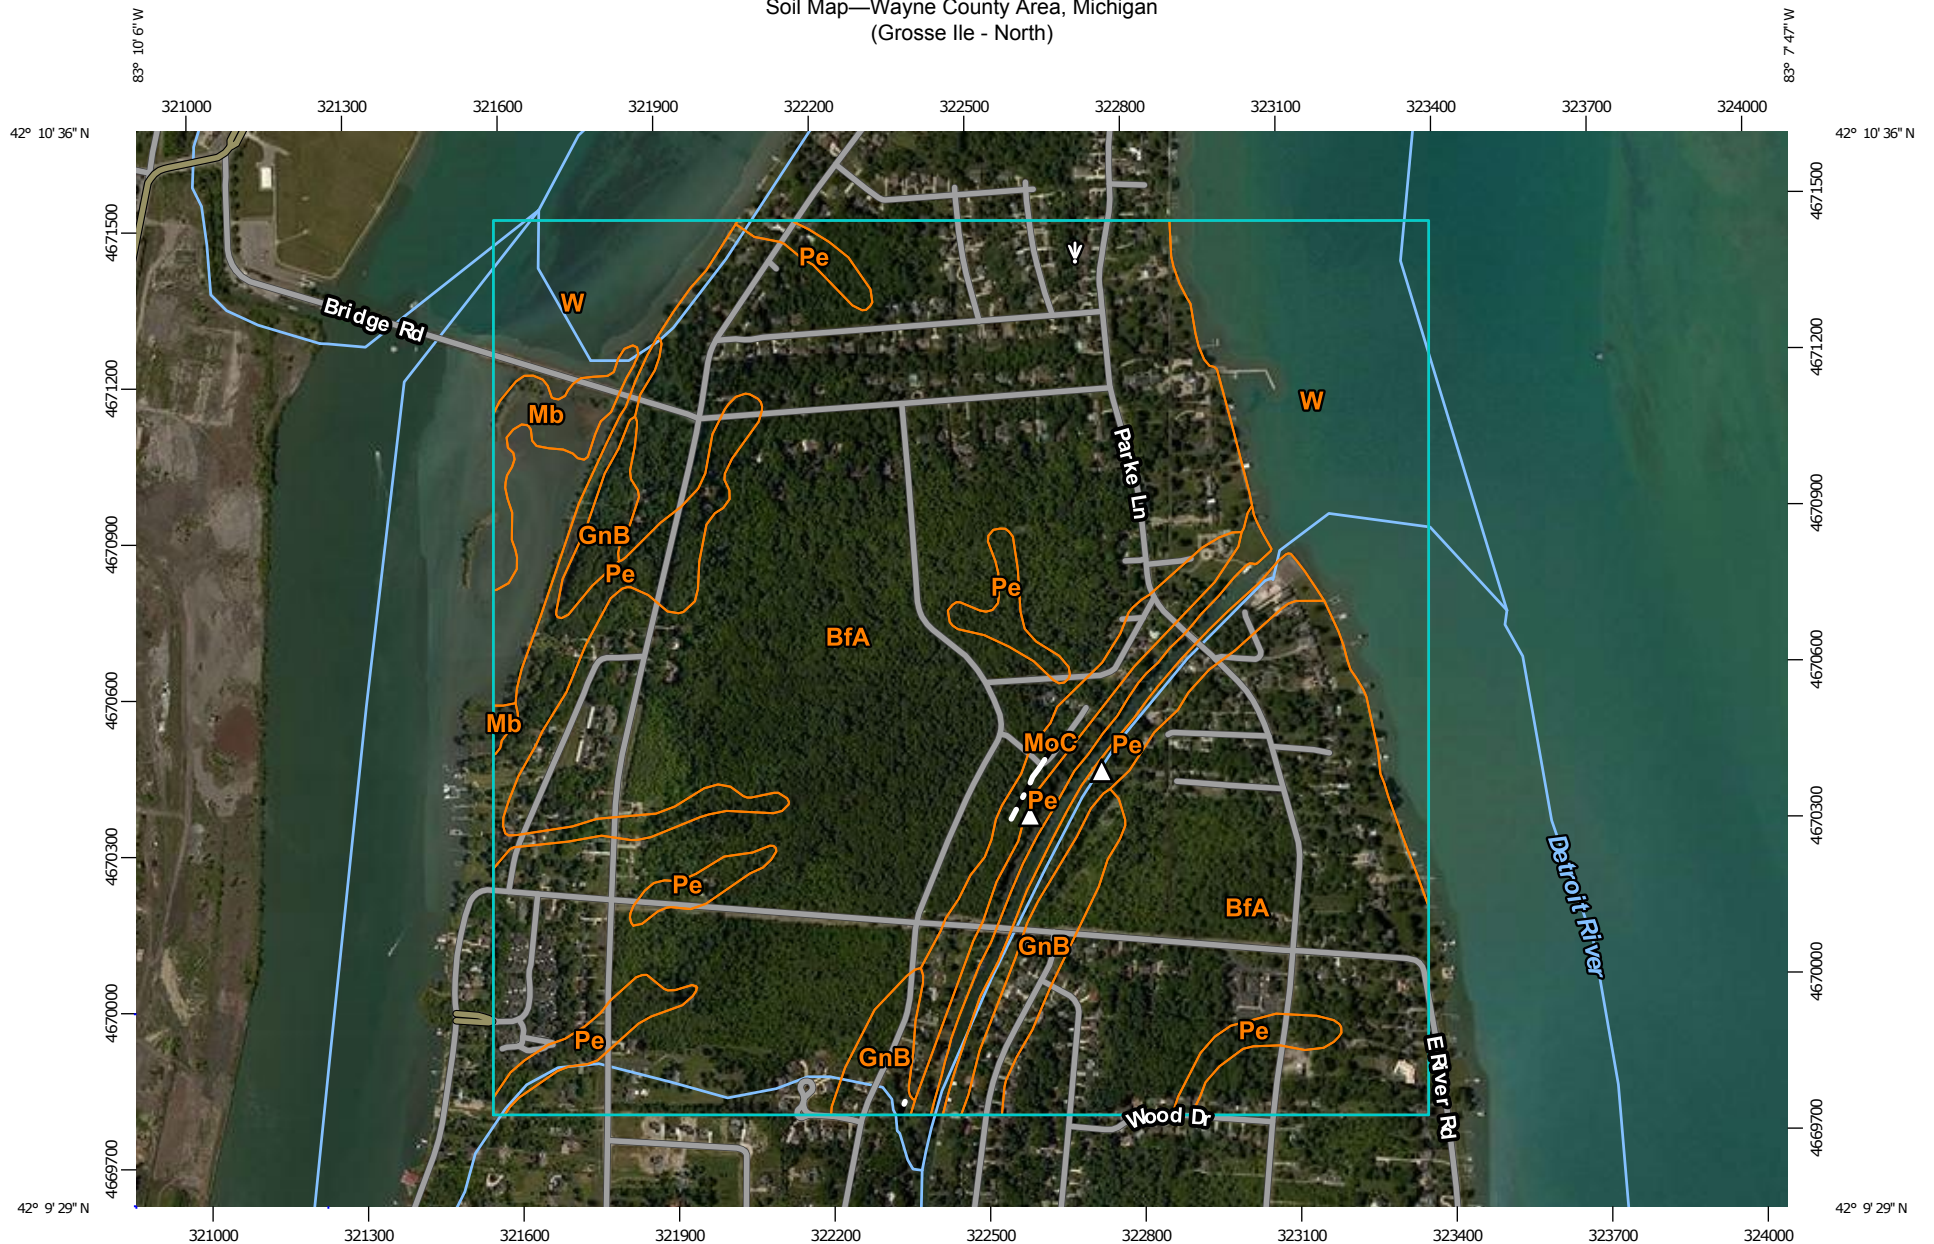 Soil Map—Wayne County Area, Michigan
(Grosse Ile - North)
83° 10' 6'' W
83° 7' 47'' W
321000 321300 321600 321900 322200 322500 322800 323100 323400 323700 324000
42° 10' 36'' N
42° 10' 36'' N
4671500
4671200
4670900
4670600
4670300
4670000
4669700
4671500
4671200
4670900
4670600
4670300
4670000
4669700
Pe
W
Bridge Rd
W
Mb
Parke Ln
GnB
Pe
Pe
BfA
Mb
MoC
Pe
Pe
Detroit River
Pe
BfA
GnB
Pe
Pe
GnB
E River Rd
Wood Dr
42° 9' 29'' N
42° 9' 29'' N
321000 321300 321600 321900 322200 322500 322800 323100 323400 323700 324000